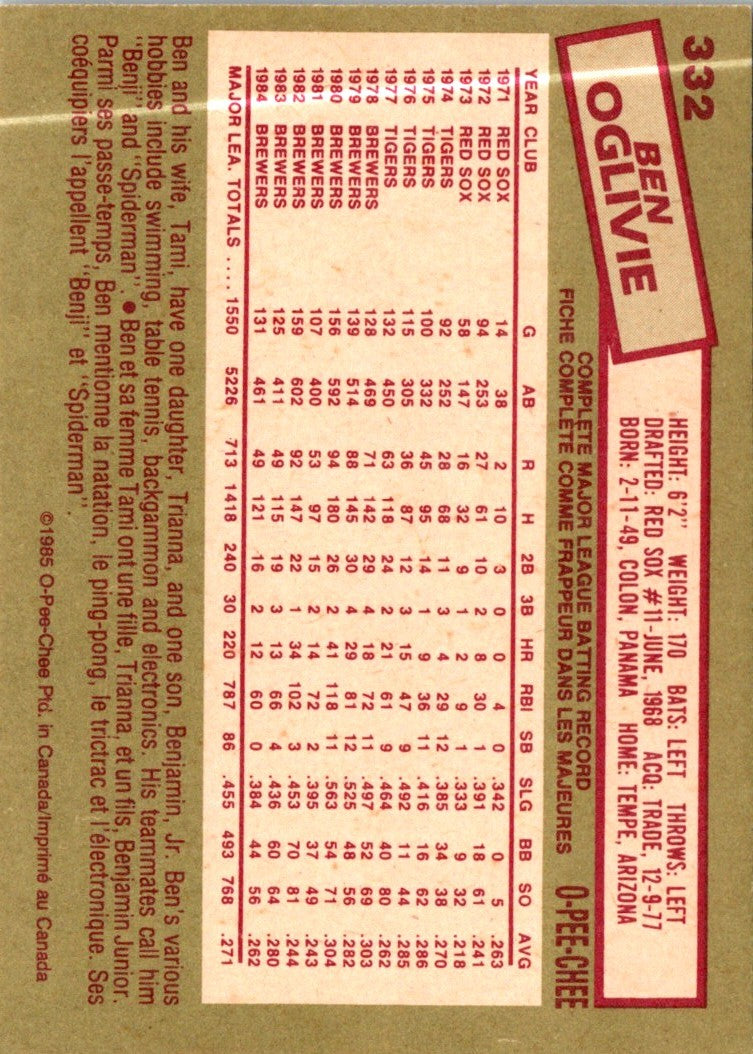 332
BEN
OGLIVIE
HEIGHT: 6'2" WEIGHT: 170 BATS: LEFT THROWS: LEFT
DRAFTED: RED SOX #11-JUNE, 1968 ACQ: TRADE, 12-9-77
BORN: 2-11-49, COLON, PANAMA HOME: TEMPE, ARIZONA
COMPLETE MAJOR LEAGUE BATTING RECORD
FICHE COMPLÈTE COMME FRAPPEUR DANS LES MAJEURES
O-PEE-CHEE
YEAR CLUB G AB R H 2B 3B HR RBI SB SLG BB SO AVG
1971 RED SOX 14 38 2 10 3 0 0 4 0 .342 0 5 .263
1972 RED SOX 94 253 27 61 10 2 8 30 1 .391 18 61 .241
1973 RED SOX 58 147 16 32 9 1 2 9 1 .333 9 32 .218
1974 TIGERS 92 252 28 68 11 3 4 29 12 .385 34 38 .270
1975 TIGERS 100 332 45 95 14 1 9 36 11 .416 16 62 .286
1976 TIGERS 115 305 36 87 12 3 15 47 9 .492 11 44 .285
1977 TIGERS 132 450 63 118 24 2 21 61 9 .464 40 80 .262
1978 BREWERS 128 469 71 142 29 4 18 72 11 .497 52 69 .303
1979 BREWERS 139 514 88 145 30 4 29 81 12 .525 48 56 .282
1980 BREWERS 156 592 94 180 26 2 41 118 11 .563 54 71 .304
1981 BREWERS 107 400 53 97 15 2 14 72 2 .395 37 49 .243
1982 BREWERS 159 602 92 147 22 1 34 102 3 .453 70 81 .244
1983 BREWERS 125 411 49 115 19 3 13 66 4 .436 60 64 .280
1984 BREWERS 131 461 49 121 16 2 12 60 0 .384 44 56 .262
MAJOR LEA. TOTALS .... 1550 5226 713 1418 240 30 220 787 86 .455 493 768 .271
Ben and his wife, Tami, have one daughter, Trianna, and one son, Benjamin, Jr. Ben's various
hobbies include swimming, table tennis, backgammon and electronics. His teammates call him
"Benji" and "Spiderman". ● Ben et sa femme Tami ont une fille, Trianna, et un fils, Benjamin Junior.
Parmi ses passe-temps, Ben mentionne la natation, le ping-pong, le trictrac et l'électronique. Ses
coéquipiers l'appellent "Benji" et "Spiderman".
©1985 O-Pee-Chee Ptd. in Canada/Imprimé au Canada